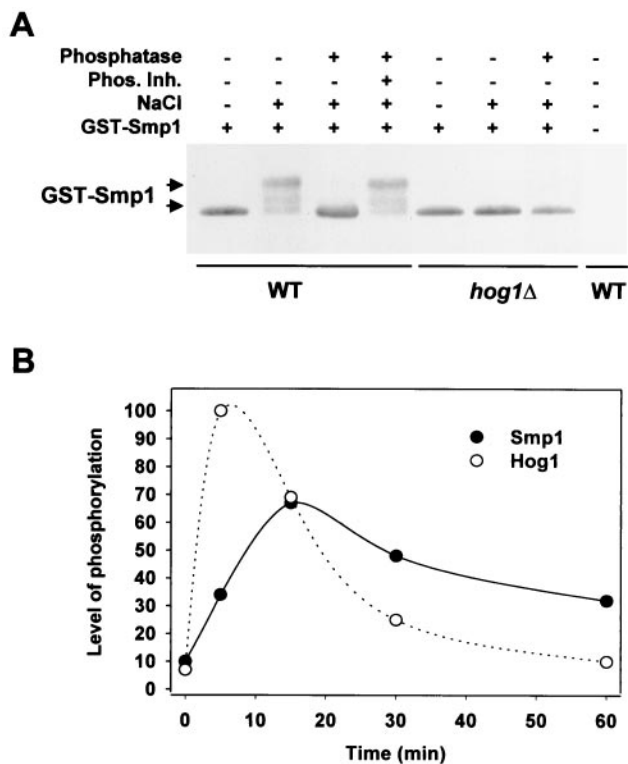 A
Phosphatase - - + + - - + -
Phos. Inh. - - - + - - - -
NaCl - + + + - + + -
GST-Smp1 + + + + + + + -
GST-Smp1
WT hog1Δ WT
B
Level of phosphorylation
100
90
80
70
60
50
40
30
20
10
0
Smp1
Hog1
0 10 20 30 40 50 60
Time (min)